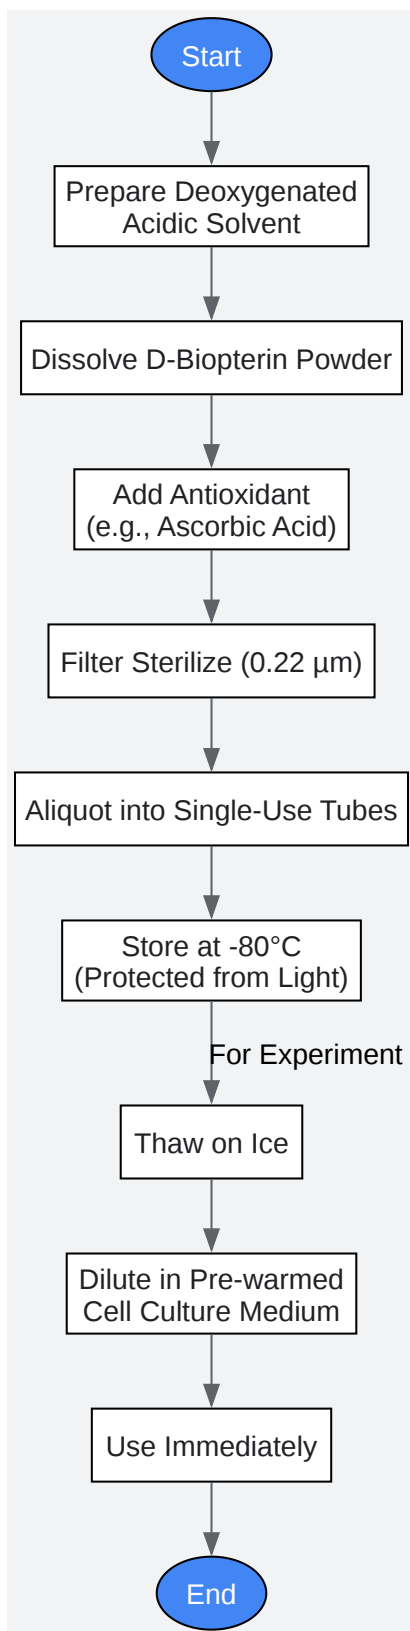 Start
Prepare Deoxygenated
Acidic Solvent
Dissolve D-Biopterin Powder
Add Antioxidant
(e.g., Ascorbic Acid)
Filter Sterilize (0.22 µm)
Aliquot into Single-Use Tubes
Store at -80°C
(Protected from Light)
For Experiment
Thaw on Ice
Dilute in Pre-warmed
Cell Culture Medium
Use Immediately
End